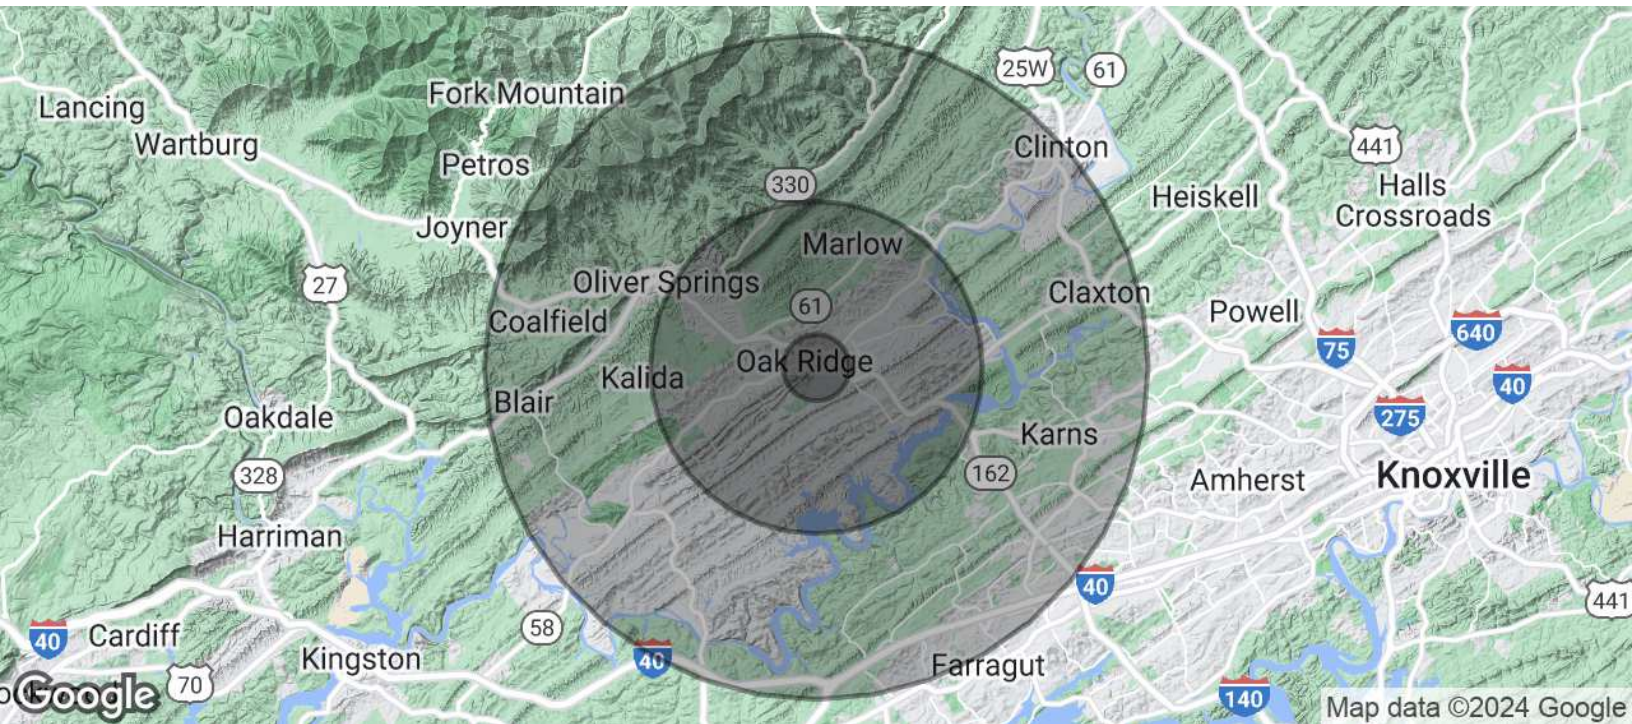 25W
61
Fork Mountain
Lancing
Wartburg
Clinton
441
Petros
330
Halls
Crossroads
Heiskell
Joyner
Marlow
27
Oliver Springs
Claxton
61
Powell
Coalfield
640
75
Oak Ridge
Kalida
40
Blair
275
Oakdale
Karns
328
162
Amherst
Knoxville
Harriman
40
441
58
Cardiff
40
40
Kingston
Farragut
70
140
Google
Map data ©2024 Google